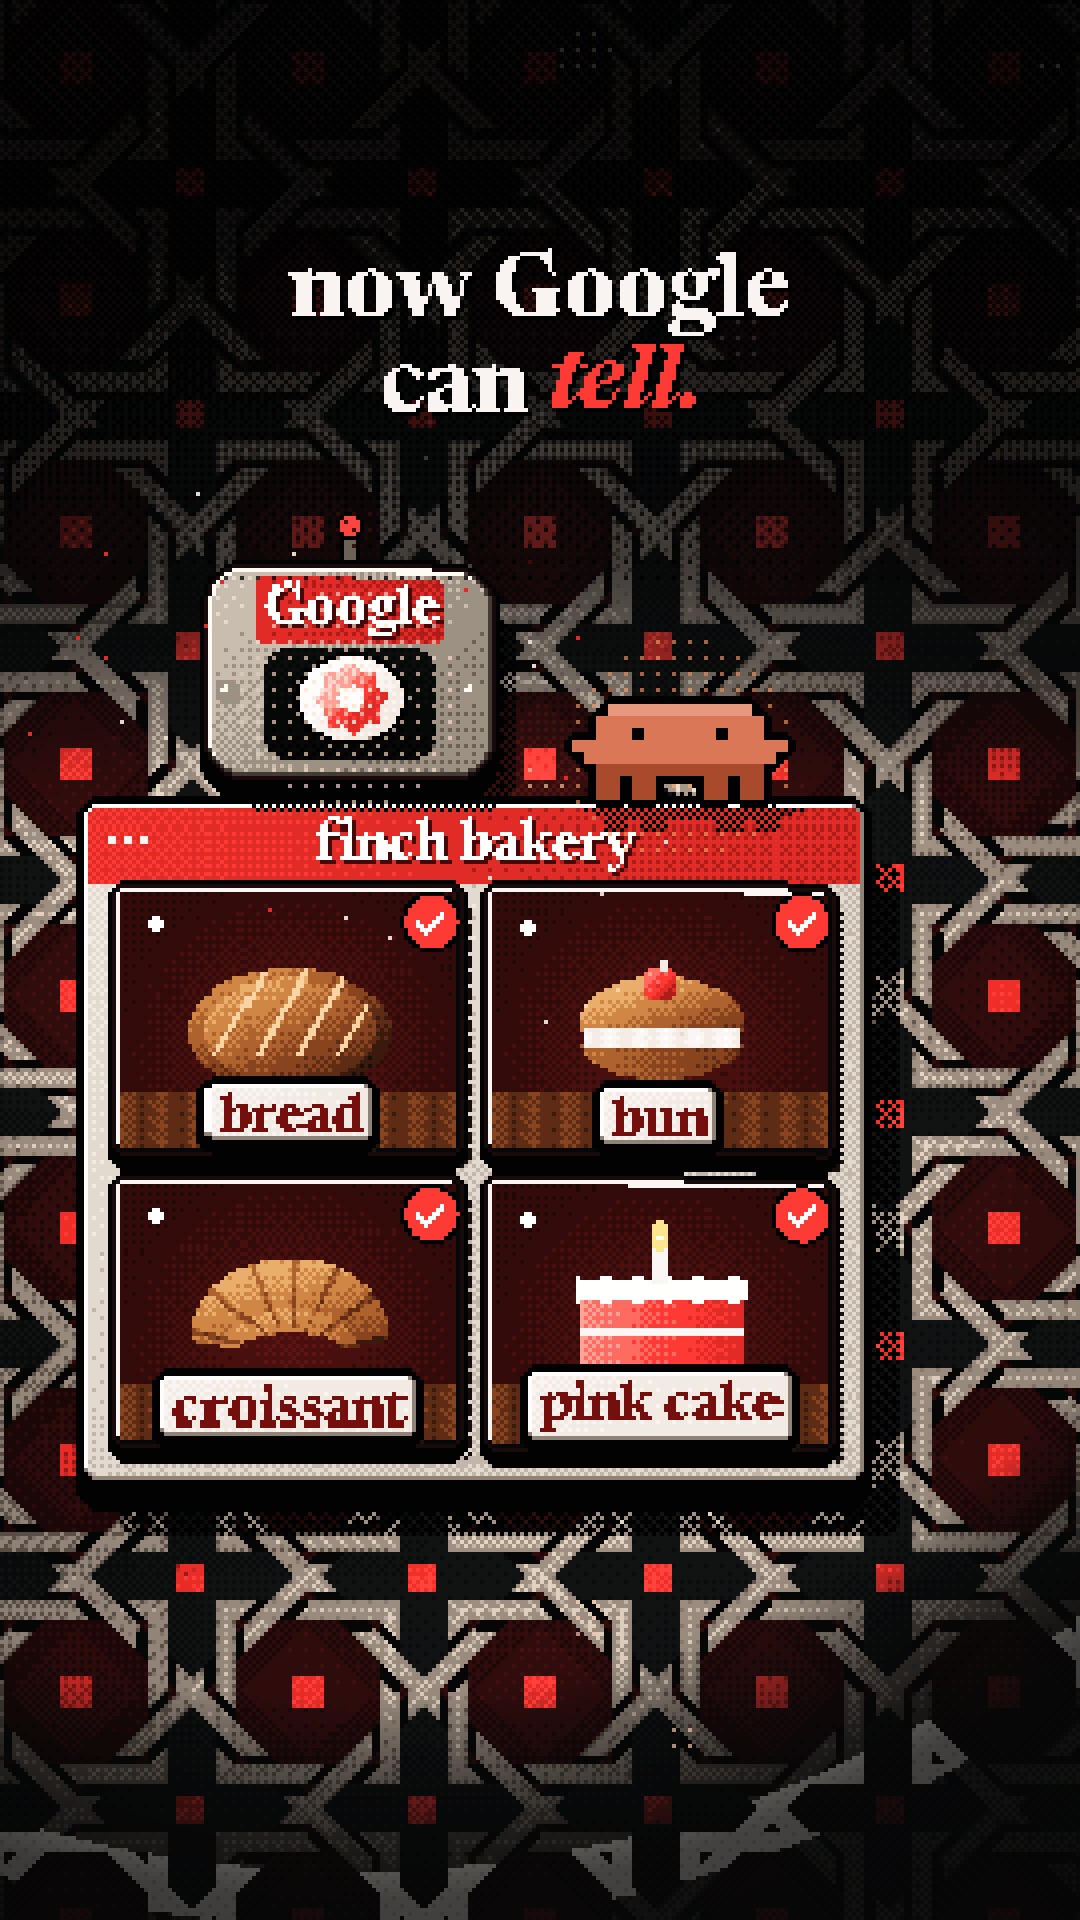 now Google
can tell.
Google
finch bakery
bread
bun
croissant
pink cake